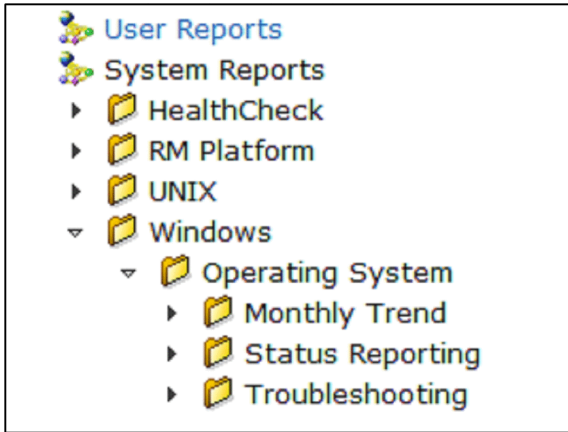 User Reports
System Reports
HealthCheck
RM Platform
UNIX
Windows
Operating System
Monthly Trend
Status Reporting
Troubleshooting